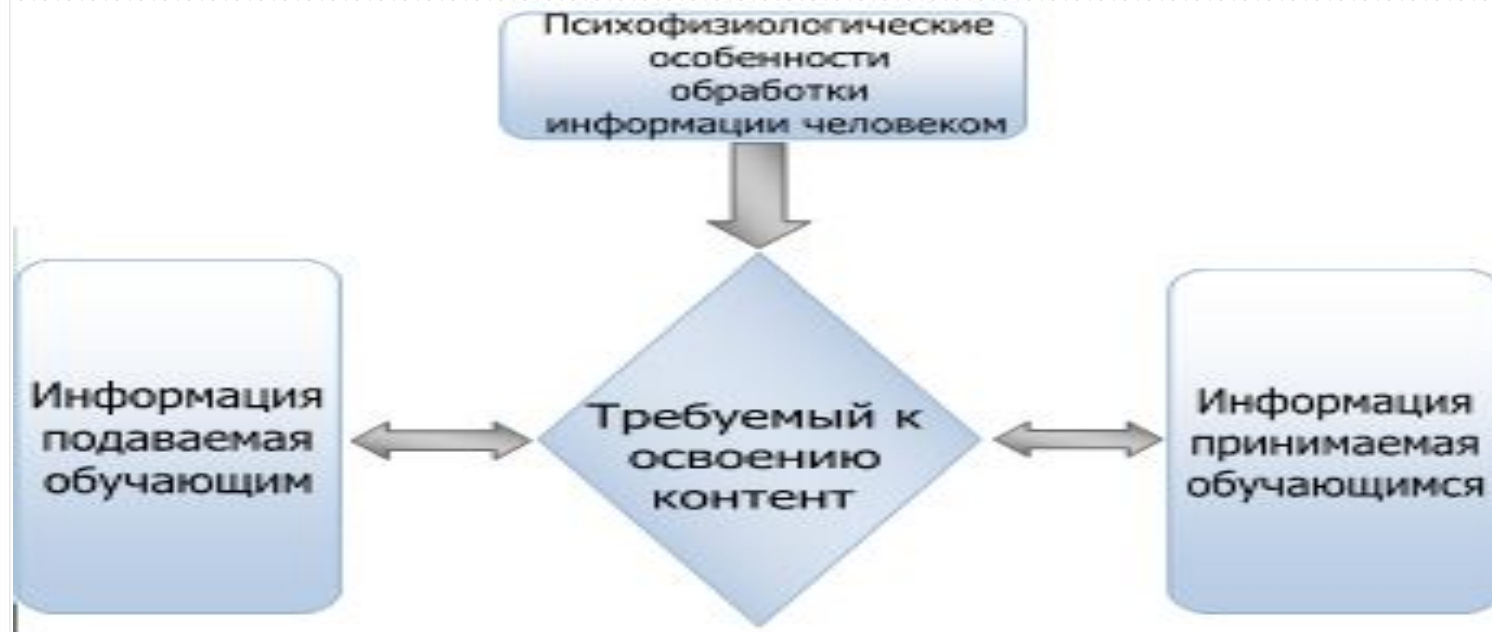 Психофизиологические
особенности
обработки
информации человеком
Информация
подаваемая
обучающим
Требуемый к
освоению
контент
Информация
принимаемая
обучающимся